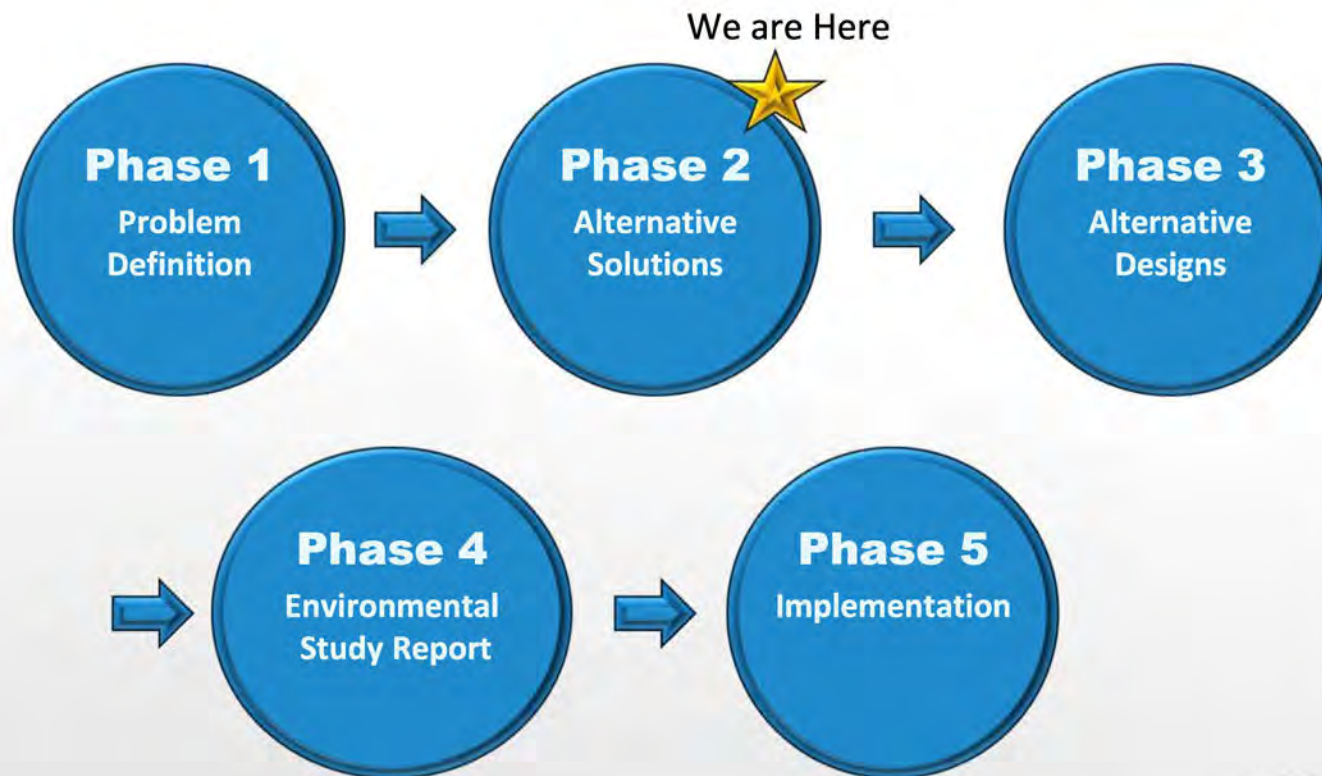 We are Here
Phase 1
Problem
Definition
Phase 2
Alternative
Solutions
Phase 3
Alternative
Designs
Phase 4
Environmental
Study Report
Phase 5
Implementation